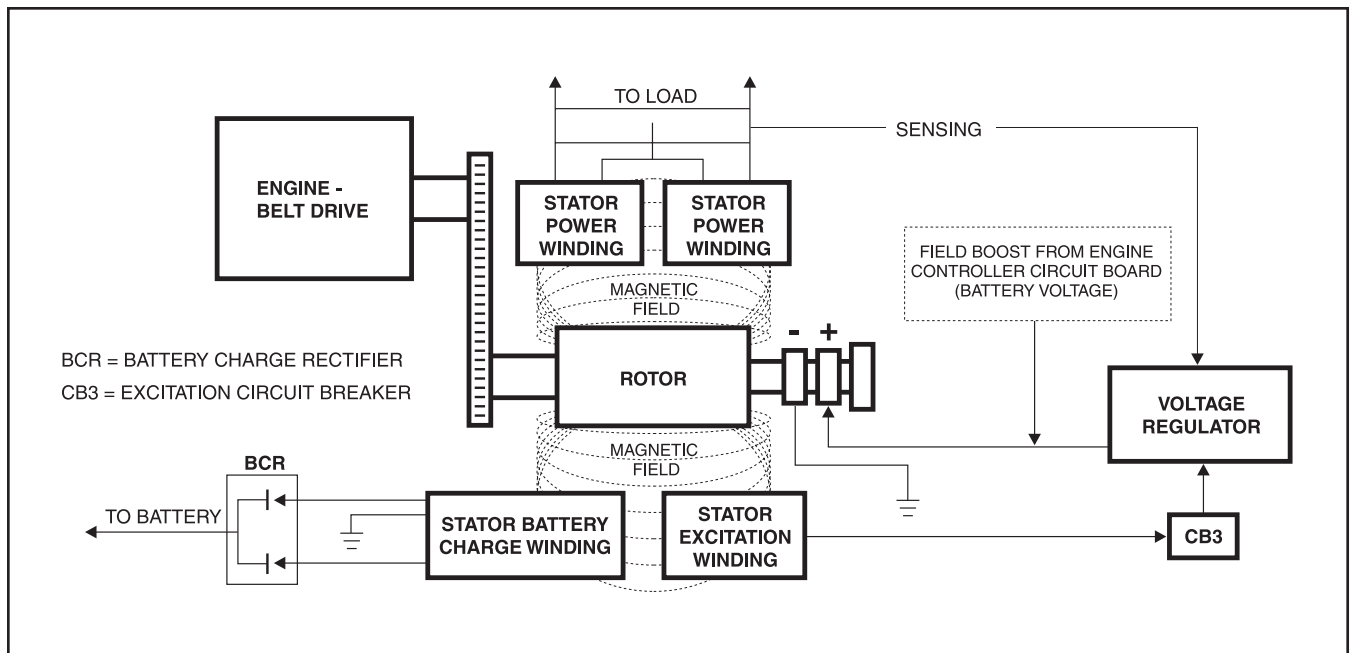 TO LOAD
SENSING
ENGINE -
BELT DRIVE
STATOR
POWER
WINDING
STATOR
POWER
WINDING
FIELD BOOST FROM ENGINE
CONTROLLER CIRCUIT BOARD
(BATTERY VOLTAGE)
MAGNETIC
FIELD
- +
BCR = BATTERY CHARGE RECTIFIER
CB3 = EXCITATION CIRCUIT BREAKER
ROTOR
VOLTAGE
REGULATOR
MAGNETIC
FIELD
BCR
TO BATTERY
STATOR BATTERY
CHARGE WINDING
STATOR
EXCITATION
WINDING
CB3